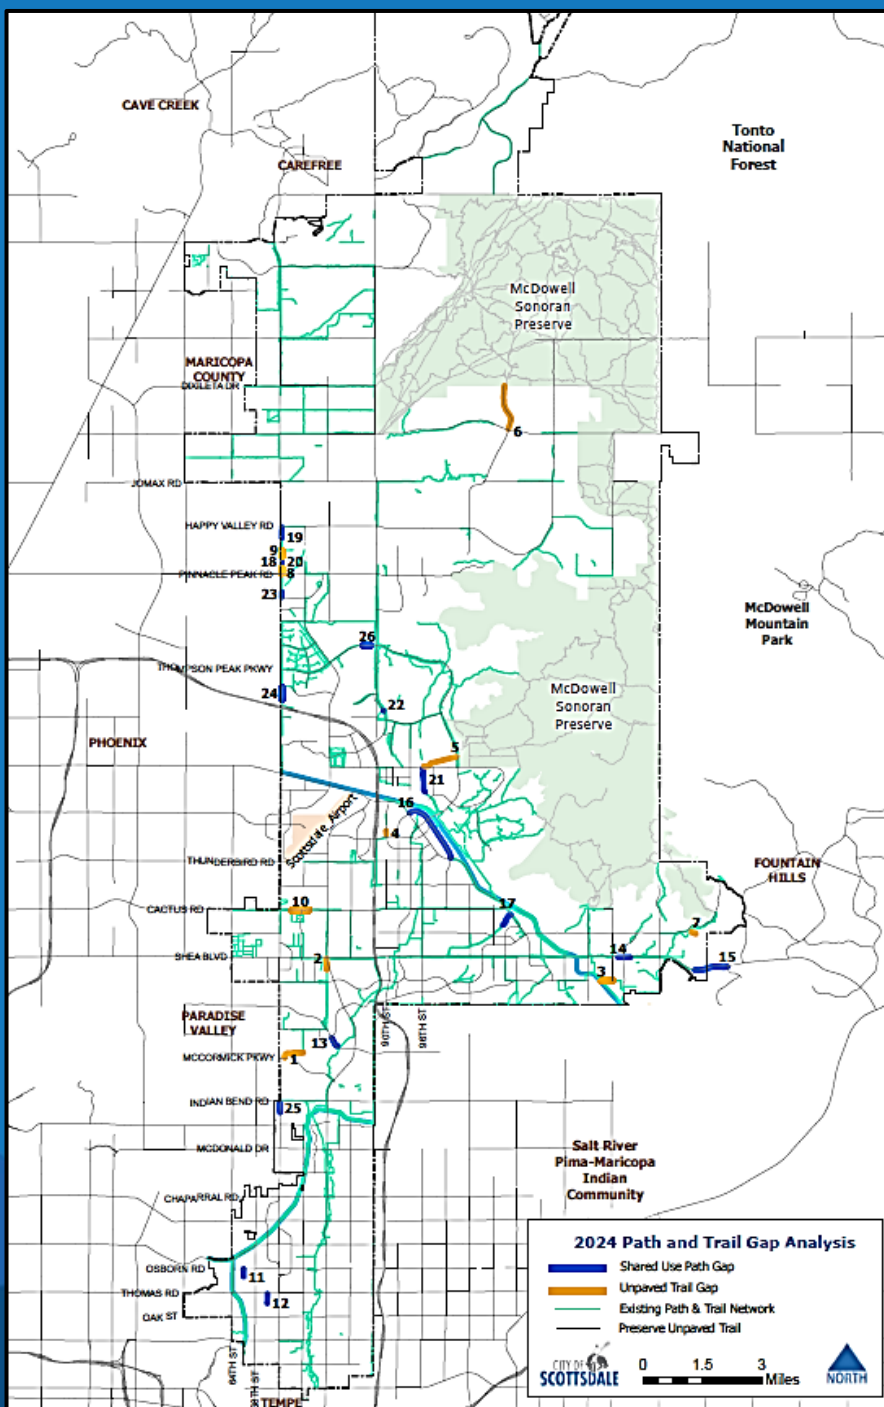 CAVE CREEK
Tonto
National
Forest
CAREFREE
McDowell
Sonoran
Preserve
MARICOPA
COUNTY
DIXILETA DR
6
JOMAX RD
HAPPY VALLEY RD
19
9
18 20
PINNACLE PEAK RD 8
23
McDowell
Mountain
Park
26
THOMPSON PEAK PKWY
24
22
McDowell
Sonoran
Preserve
PHOENIX
5
21
16
Scottsdale Airport
4
THUNDERBIRD RD
FOUNTAIN
HILLS
10
CACTUS RD
17
7
SHEA BLVD
2
14
15
3
PARADISE
VALLEY
90TH ST
96TH ST
13
MCCORMICK PKWY
1
INDIAN BEND RD
25
MCDONALD DR
Salt River
Pima-Maricopa
Indian
Community
CHAPARRAL RD
OSBORN RD
11
THOMAS RD
12
OAK ST
64TH ST
TEMPE
2024 Path and Trail Gap Analysis
Shared Use Path Gap
Unpaved Trail Gap
Existing Path & Trail Network
Preserve Unpaved Trail
CITY OF
SCOTTSDALE
0 1.5 3
Miles
NORTH